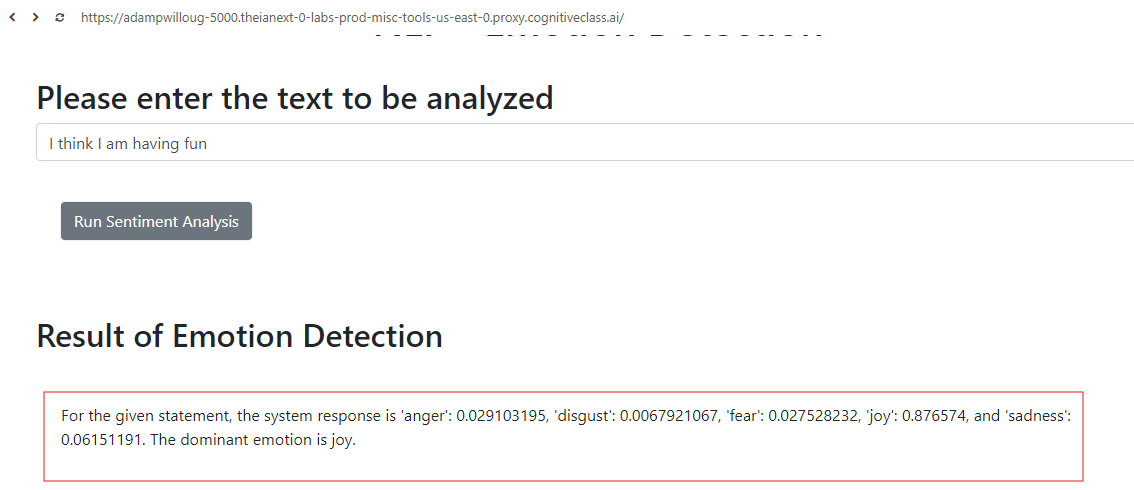 https://adampwilloug-5000.theianext-0-labs-prod-misc-tools-us-east-0.proxy.cognitiveclass.ai/
Emotion Detection
Please enter the text to be analyzed
I think I am having fun
Run Sentiment Analysis
Result of Emotion Detection
For the given statement, the system response is 'anger': 0.029103195, 'disgust': 0.0067921067, 'fear': 0.027528232, 'joy': 0.876574, and 'sadness':
0.06151191. The dominant emotion is joy.